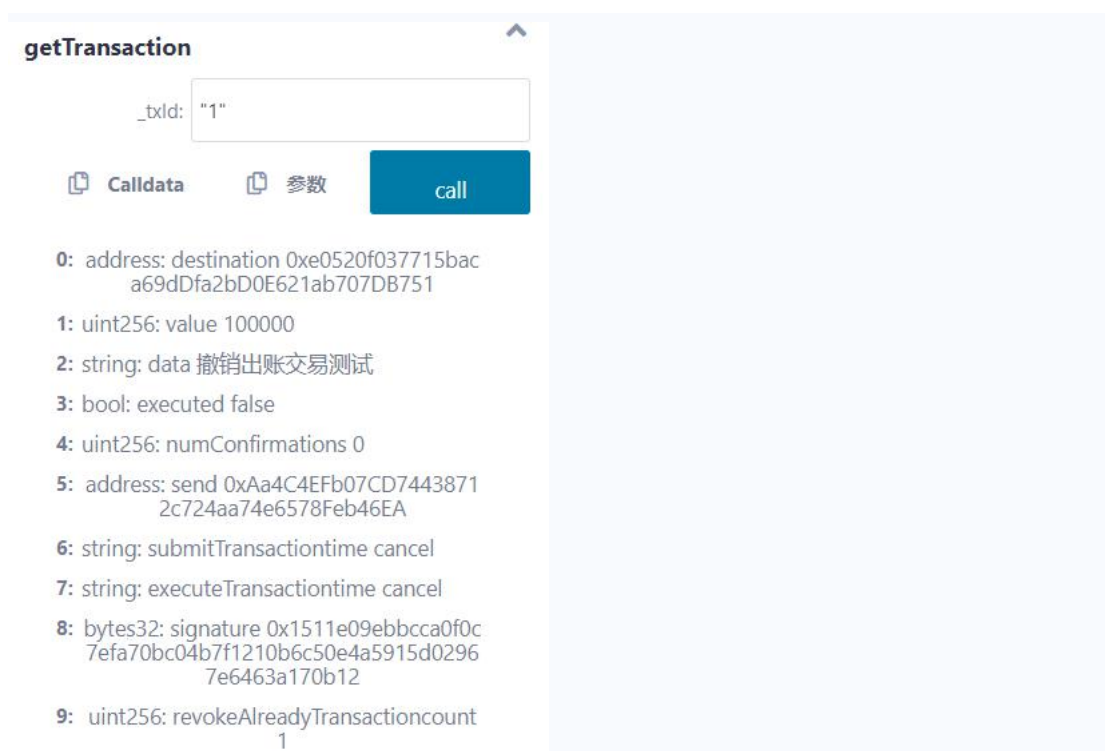 getTransaction
_txId: "1"
Calldata 参数 call
0: address: destination 0xe0520f037715bac
a69dDfa2bD0E621ab707DB751
1: uint256: value 100000
2: string: data 撤销出账交易测试
3: bool: executed false
4: uint256: numConfirmations 0
5: address: send 0xAa4C4EFb07CD7443871
2c724aa74e6578Feb46EA
6: string: submitTransactiontime cancel
7: string: executeTransactiontime cancel
8: bytes32: signature 0x1511e09ebbcca0f0c
7efa70bc04b7f1210b6c50e4a5915d0296
7e6463a170b12
9: uint256: revokeAlreadyTransactioncount
1